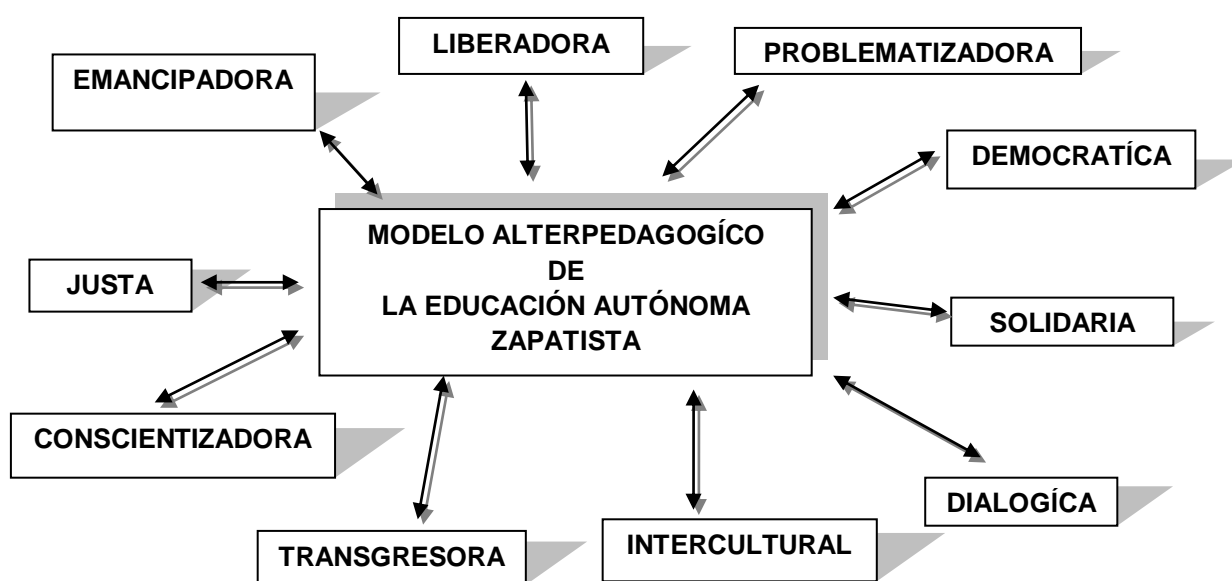 LIBERADORA
PROBLEMATIZADORA
EMANCIPADORA
DEMOCRATÍCA
MODELO ALTERPEDAGOGÍCO
DE
LA EDUCACIÓN AUTÓNOMA
ZAPATISTA
JUSTA
SOLIDARIA
CONSCIENTIZADORA
DIALOGÍCA
TRANSGRESORA
INTERCULTURAL